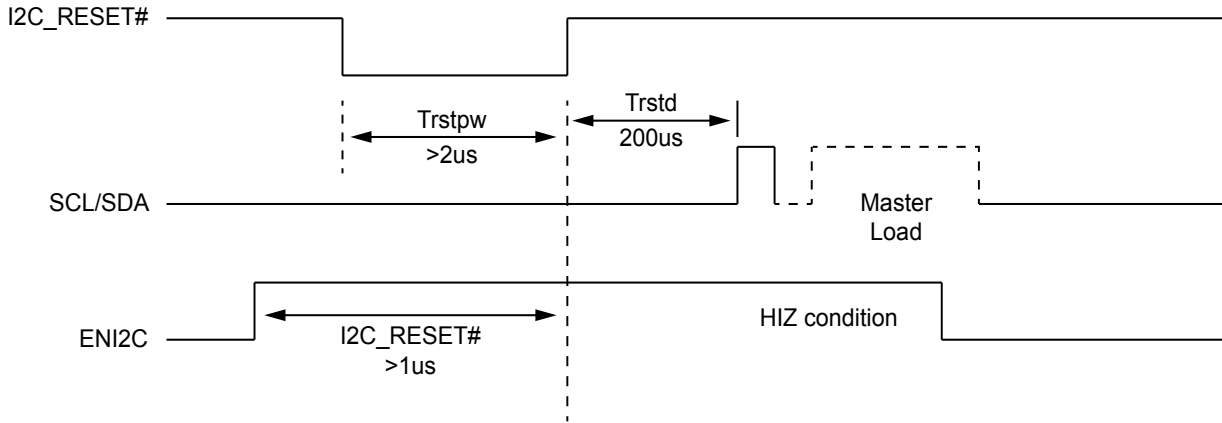 I2C_RESET#
Trstpw
>2us
Trstd
200us
SCL/SDA
Master
Load
ENI2C
I2C_RESET#
>1us
HIZ condition